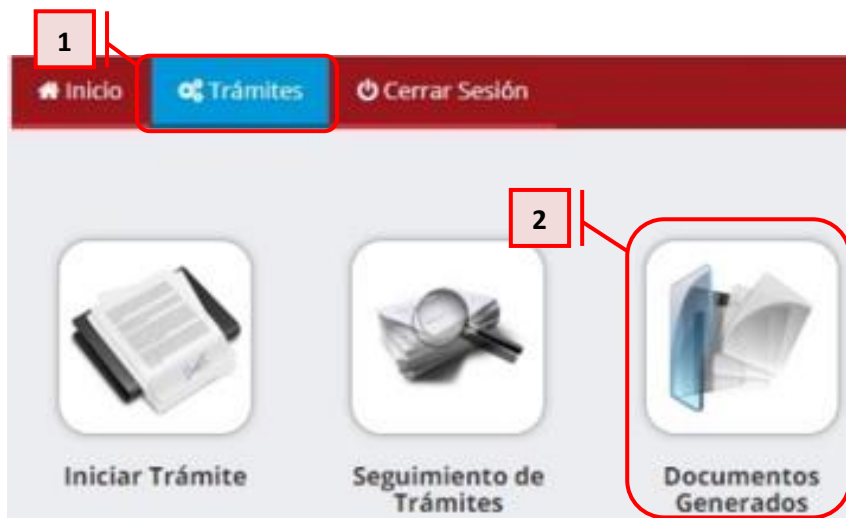 1
Inicio Trámites Cerrar Sesión
2
Iniciar Trámite
Seguimiento de
Trámites
Documentos
Generados